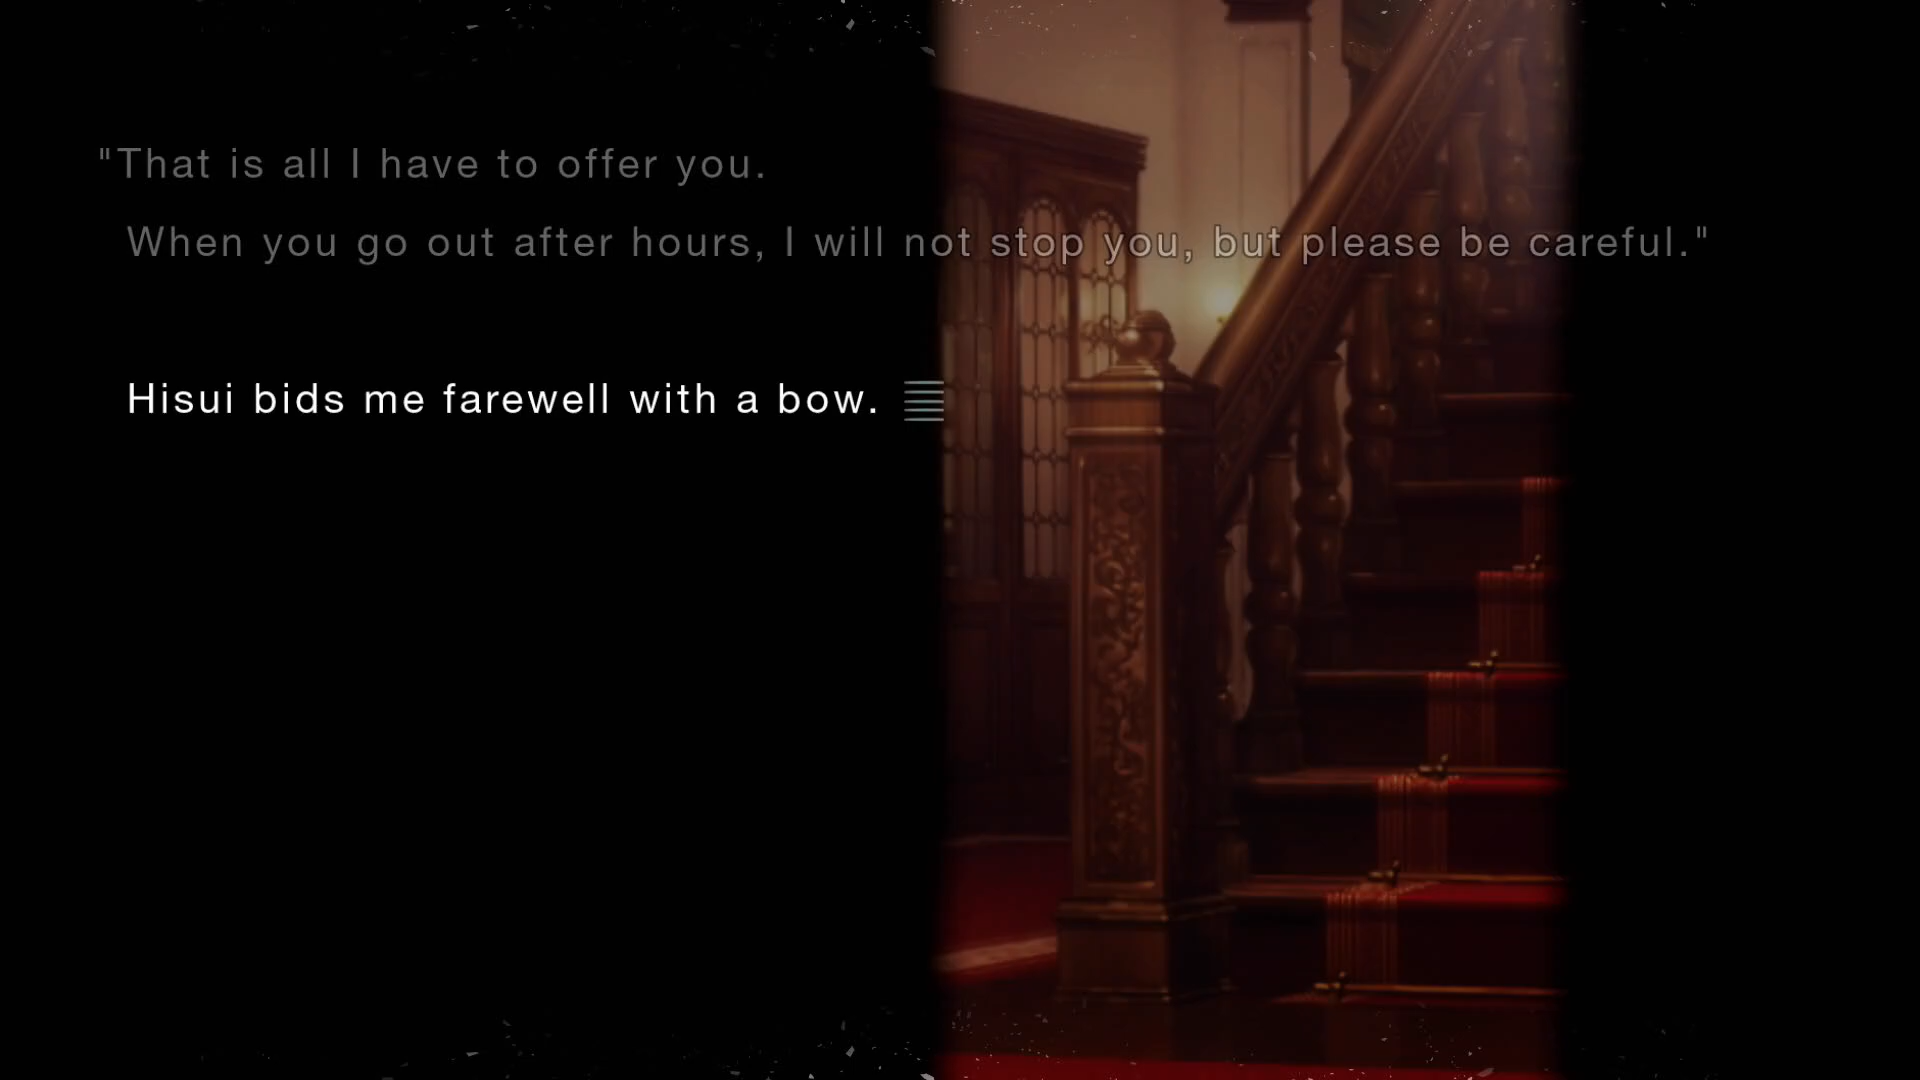 "That is all I have to offer you.
When you go out after hours, I will not stop you, but please be careful."
Hisui bids me farewell with a bow.